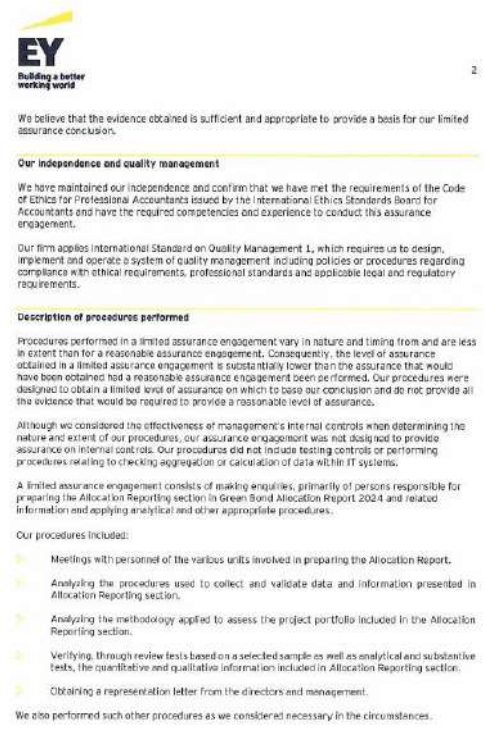 EY
Building a better
working world
2
We believe that the evidence obtained is sufficient and appropriate to provide a basis for our limited
assurance conclusion.
Our independence and quality management
We have maintained our independence and confirm that we have met the requirements of the Code
of Ethics for Professional Accountants issued by the International Ethics Standards Board for
Accountants and have the required competencies and experience to conduct this assurance
engagement.
Our firm applies International Standard on Quality Management 1, which requires us to design,
implement and operate a system of quality management including policies or procedures regarding
compliance with ethical requirements, professional standards and applicable legal and regulatory
requirements.
Description of procedures performed
Procedures performed in a limited assurance engagement vary in nature and timing from and are less
in extent than for a reasonable assurance engagement. Consequently, the level of assurance
obtained in a limited assurance engagement is substantially lower than the assurance that would
have been obtained had a reasonable assurance engagement been performed. Our procedures were
designed to obtain a limited level of assurance on which to base our conclusion and do not provide all
the evidence that would be required to provide a reasonable level of assurance.
Although we considered the effectiveness of management's internal controls when determining the
nature and extent of our procedures, our assurance engagement was not designed to provide
assurance on internal controls. Our procedures did not include testing controls or performing
procedures relating to checking aggregation or calculation of data within IT systems.
A limited assurance engagement consists of making enquiries, primarily of persons responsible for
preparing the Allocation Reporting section in Green Bond Allocation Report 2024 and related
information and applying analytical and other appropriate procedures.
Our procedures included:
Meetings with personnel of the various units involved in preparing the Allocation Report.
Analyzing the procedures used to collect and validate data and information presented in
Allocation Reporting section.
Analyzing the methodology applied to assess the project portfolio included in the Allocation
Reporting section.
Verifying, through review tests based on a selected sample as well as analytical and substantive
tests, the quantitative and qualitative information included in Allocation Reporting section.
Obtaining a representation letter from the directors and management.
We also performed such other procedures as we considered necessary in the circumstances.